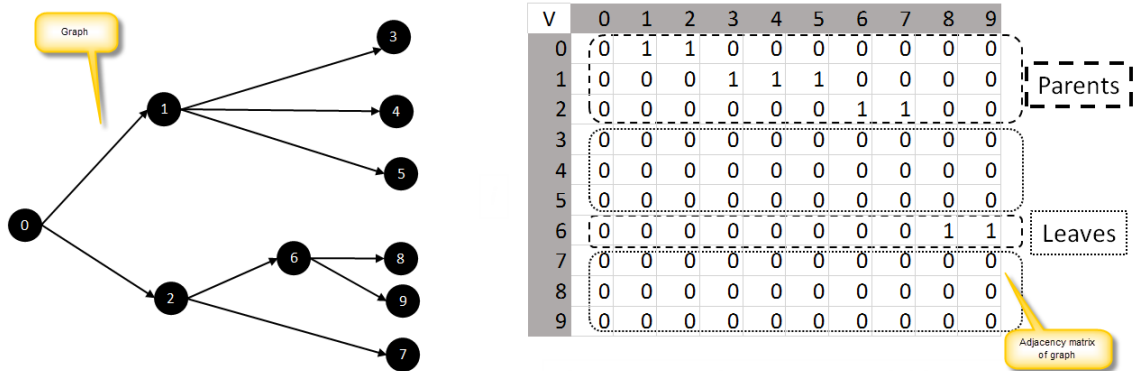 Graph
3
1
4
5
0
6
8
2
9
7
V 0 1 2 3 4 5 6 7 8 9
0 0 1 1 0 0 0 0 0 0 0
1 0 0 0 1 1 1 0 0 0 0
2 0 0 0 0 0 0 1 1 0 0
3 0 0 0 0 0 0 0 0 0 0
4 0 0 0 0 0 0 0 0 0 0
5 0 0 0 0 0 0 0 0 0 0
6 0 0 0 0 0 0 0 0 1 1
7 0 0 0 0 0 0 0 0 0 0
8 0 0 0 0 0 0 0 0 0 0
9 0 0 0 0 0 0 0 0 0 0
Parents
Leaves
Adjacency matrix
of graph